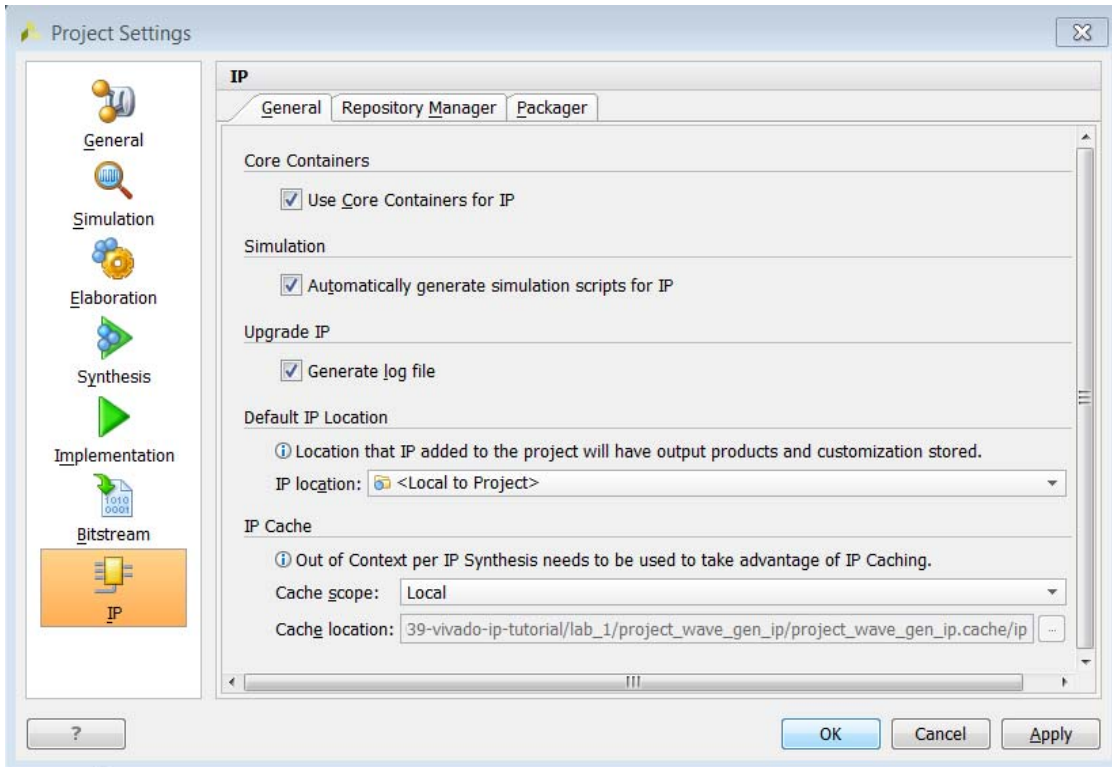 Project Settings
General
Simulation
Elaboration
Synthesis
Implementation
1010
0001
Bitstream
IP
IP
General Repository Manager Packager
Core Containers
Use Core Containers for IP
Simulation
Automatically generate simulation scripts for IP
Upgrade IP
Generate log file
Default IP Location
Location that IP added to the project will have output products and customization stored.
IP location: <Local to Project>
IP Cache
Out of Context per IP Synthesis needs to be used to take advantage of IP Caching.
Cache scope: Local
Cache location: 39-vivado-ip-tutorial/lab_1/project_wave_gen_ip/project_wave_gen_ip.cache/ip ...
? OK Cancel Apply